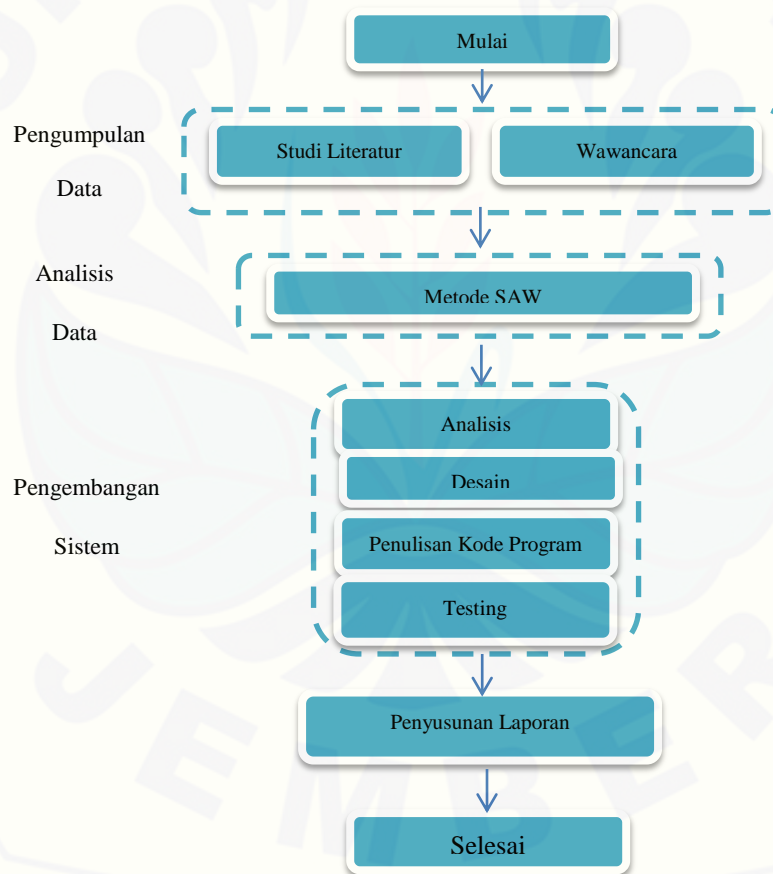 Mulai
Pengumpulan
Data
Studi Literatur
Wawancara
Analisis
Data
Metode SAW
Pengembangan
Sistem
Analisis
Desain
Penulisan Kode Program
Testing
Penyusunan Laporan
Selesai
JEMBER